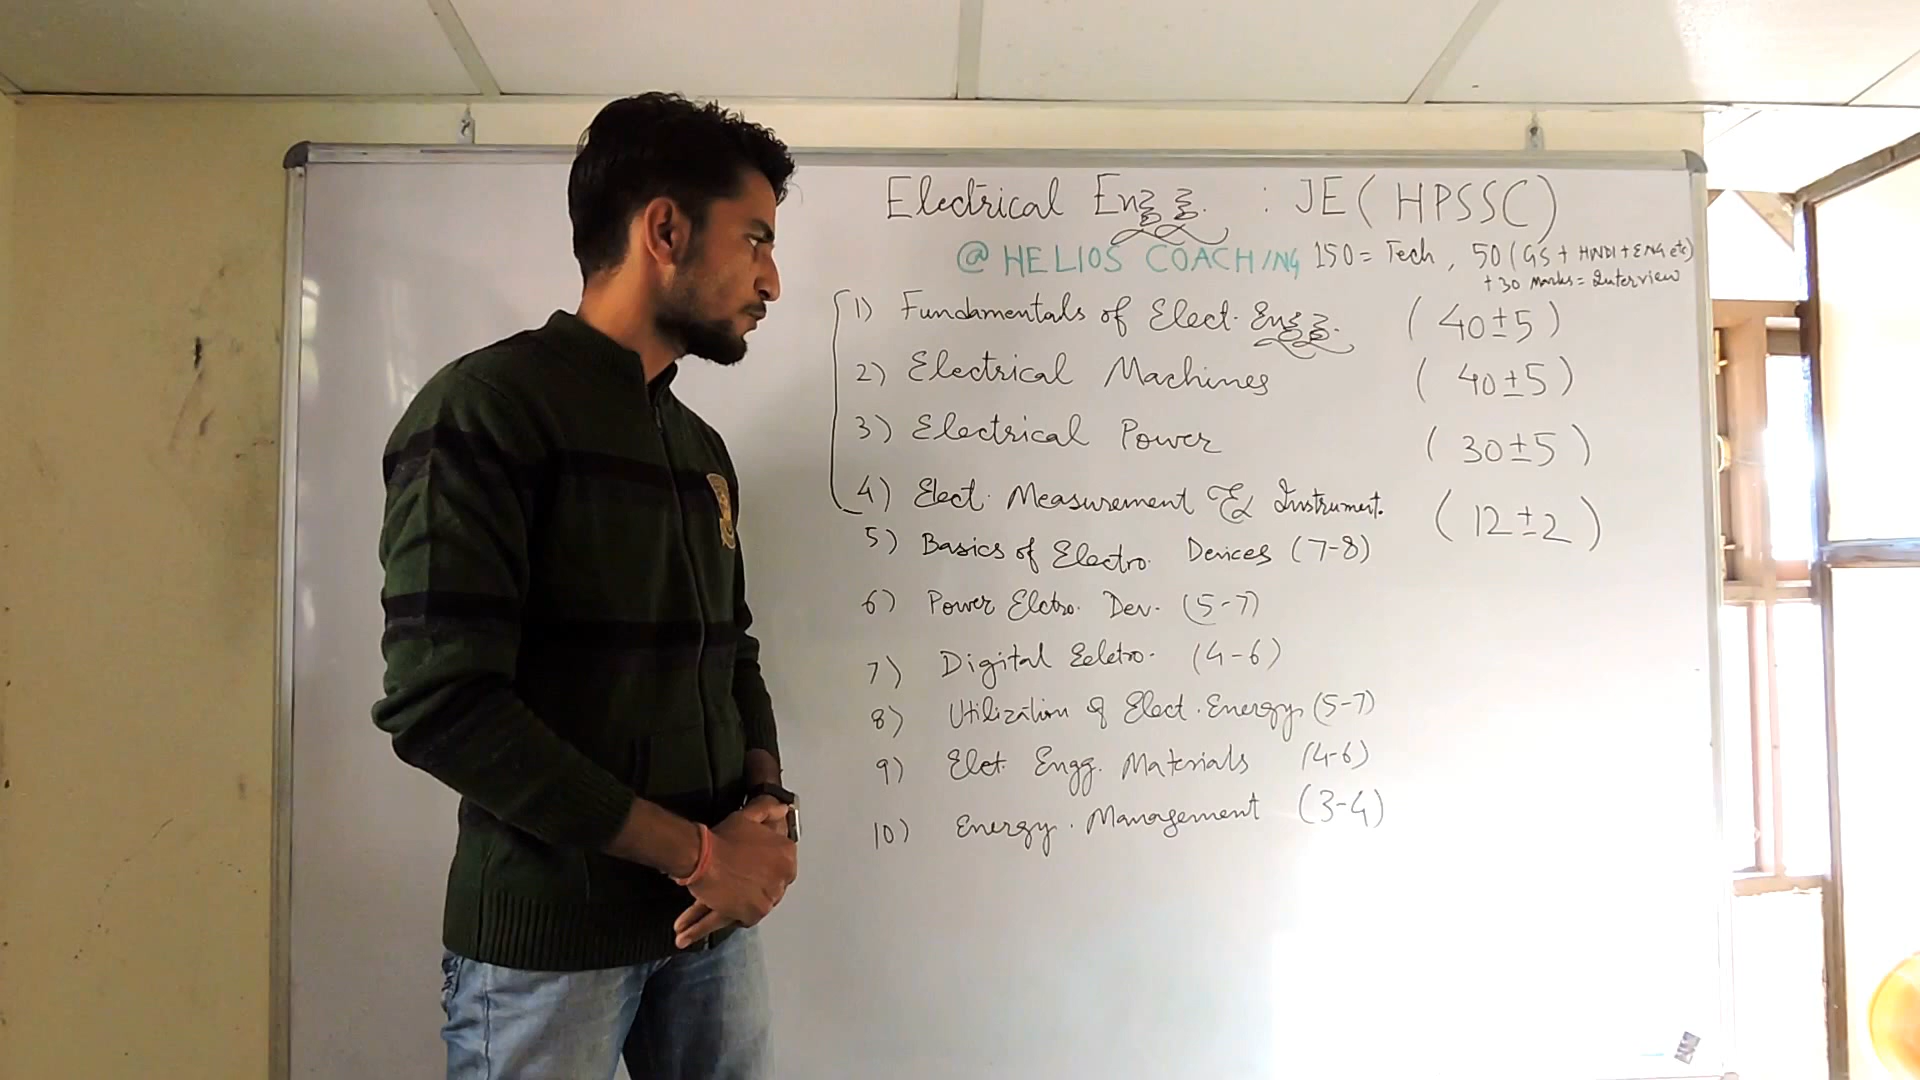 Electrical Engg. : JE (HPSSC)
@ HELIOS COACHING 150 = Tech, 50 (GS + HINDI + ENG etc)
+ 30 Marks = Interview
1) Fundamentals of Elect. Engg. (40±5)
2) Electrical Machines (40±5)
3) Electrical Power (30±5)
4) Elect. Measurement & Instrument. (12±2)
5) Basics of Electro. Devices (7-8)
6) Power Elctro. Dev. (5-7)
7) Digital Eeletro. (4-6)
8) Utilization of Elect. Energy (5-7)
9) Elet. Engg. Materials (4-6)
10) Energy. Management (3-4)